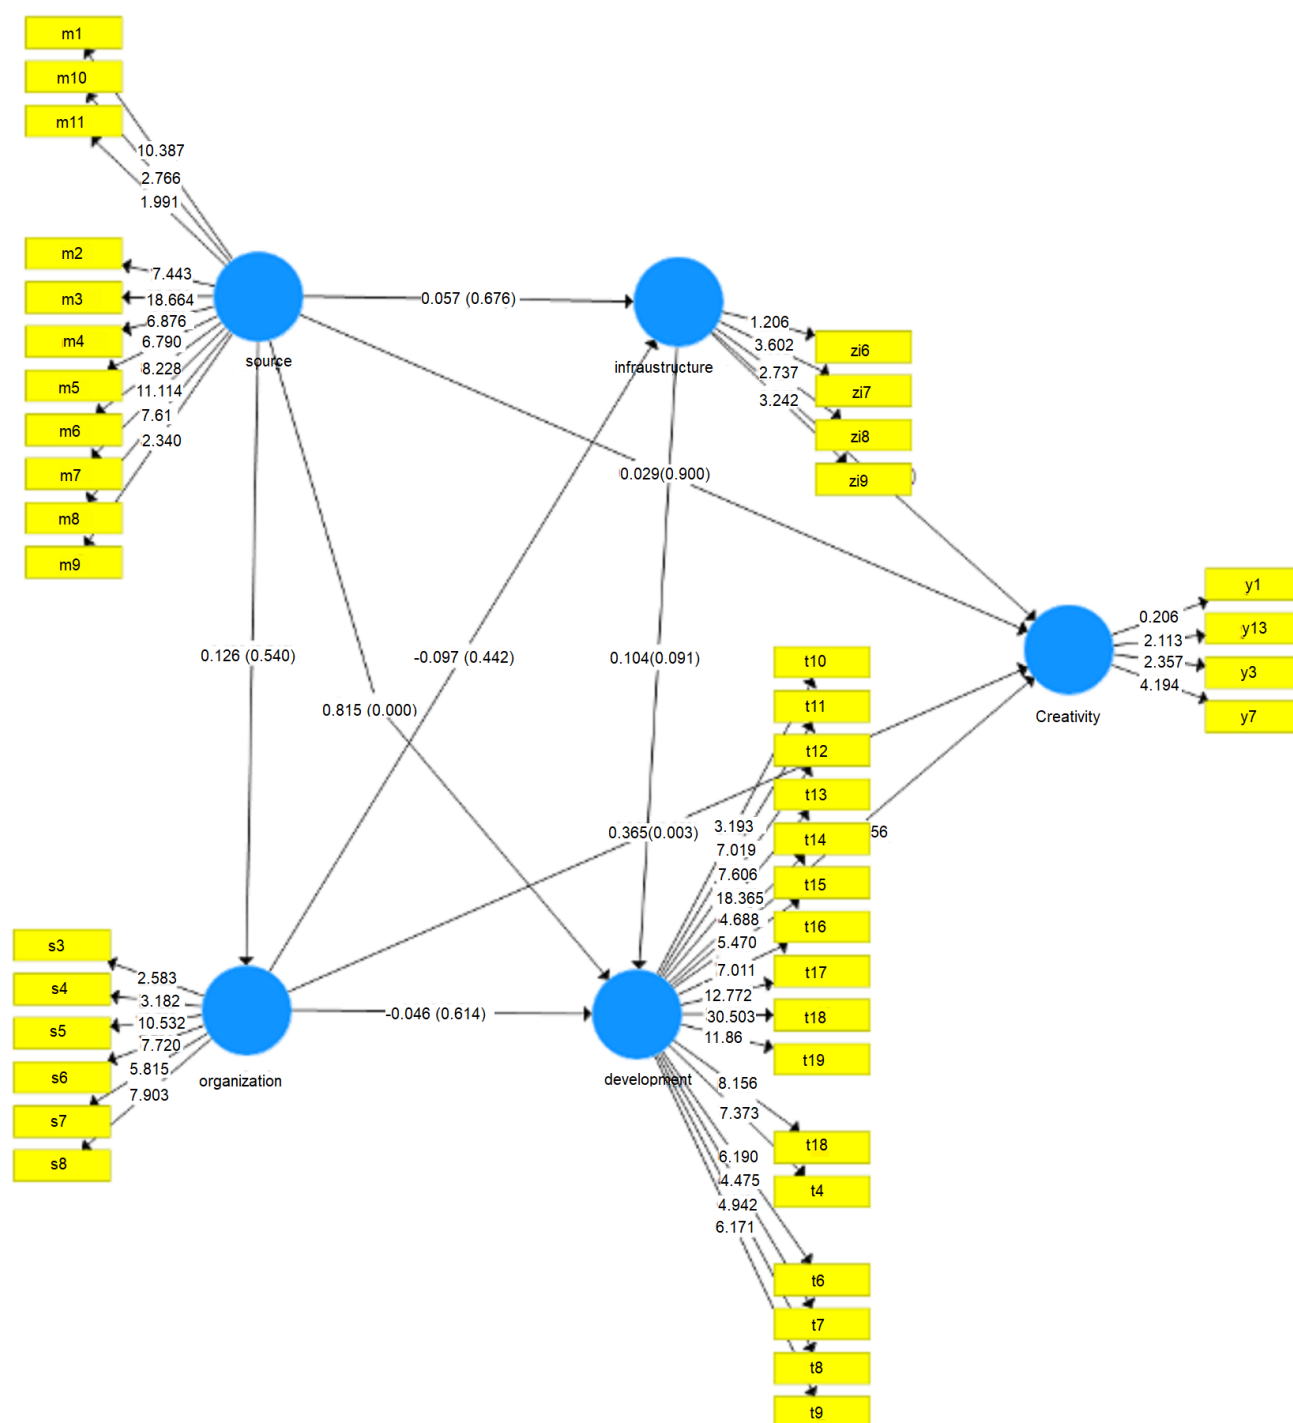 m1
m10
m11
10.387
2.766
1.991
m2
m3
m4
m5
m6
m7
m8
m9
7.443
18.664
6.876
6.790
8.228
11.114
7.61
2.340
source
0.057 (0.676)
infraustructure
1.206
3.602
2.737
3.242
zi6
zi7
zi8
zi9
)
0.029(0.900)
0.126 (0.540)
-0.097 (0.442)
0.104(0.091)
0.815 (0.000)
0.365(0.003)
56
Creativity
0.206
2.113
2.357
4.194
y1
y13
y3
y7
t10
t11
t12
t13
t14
t15
t16
t17
t18
t19
3.193
7.019
7.606
18.365
4.688
5.470
7.011
12.772
30.503
11.86
8.156
7.373
6.190
4.475
4.942
6.171
t18
t4
t6
t7
t8
t9
development
-0.046 (0.614)
s3
s4
s5
s6
s7
s8
2.583
3.182
10.532
7.720
5.815
7.903
organization